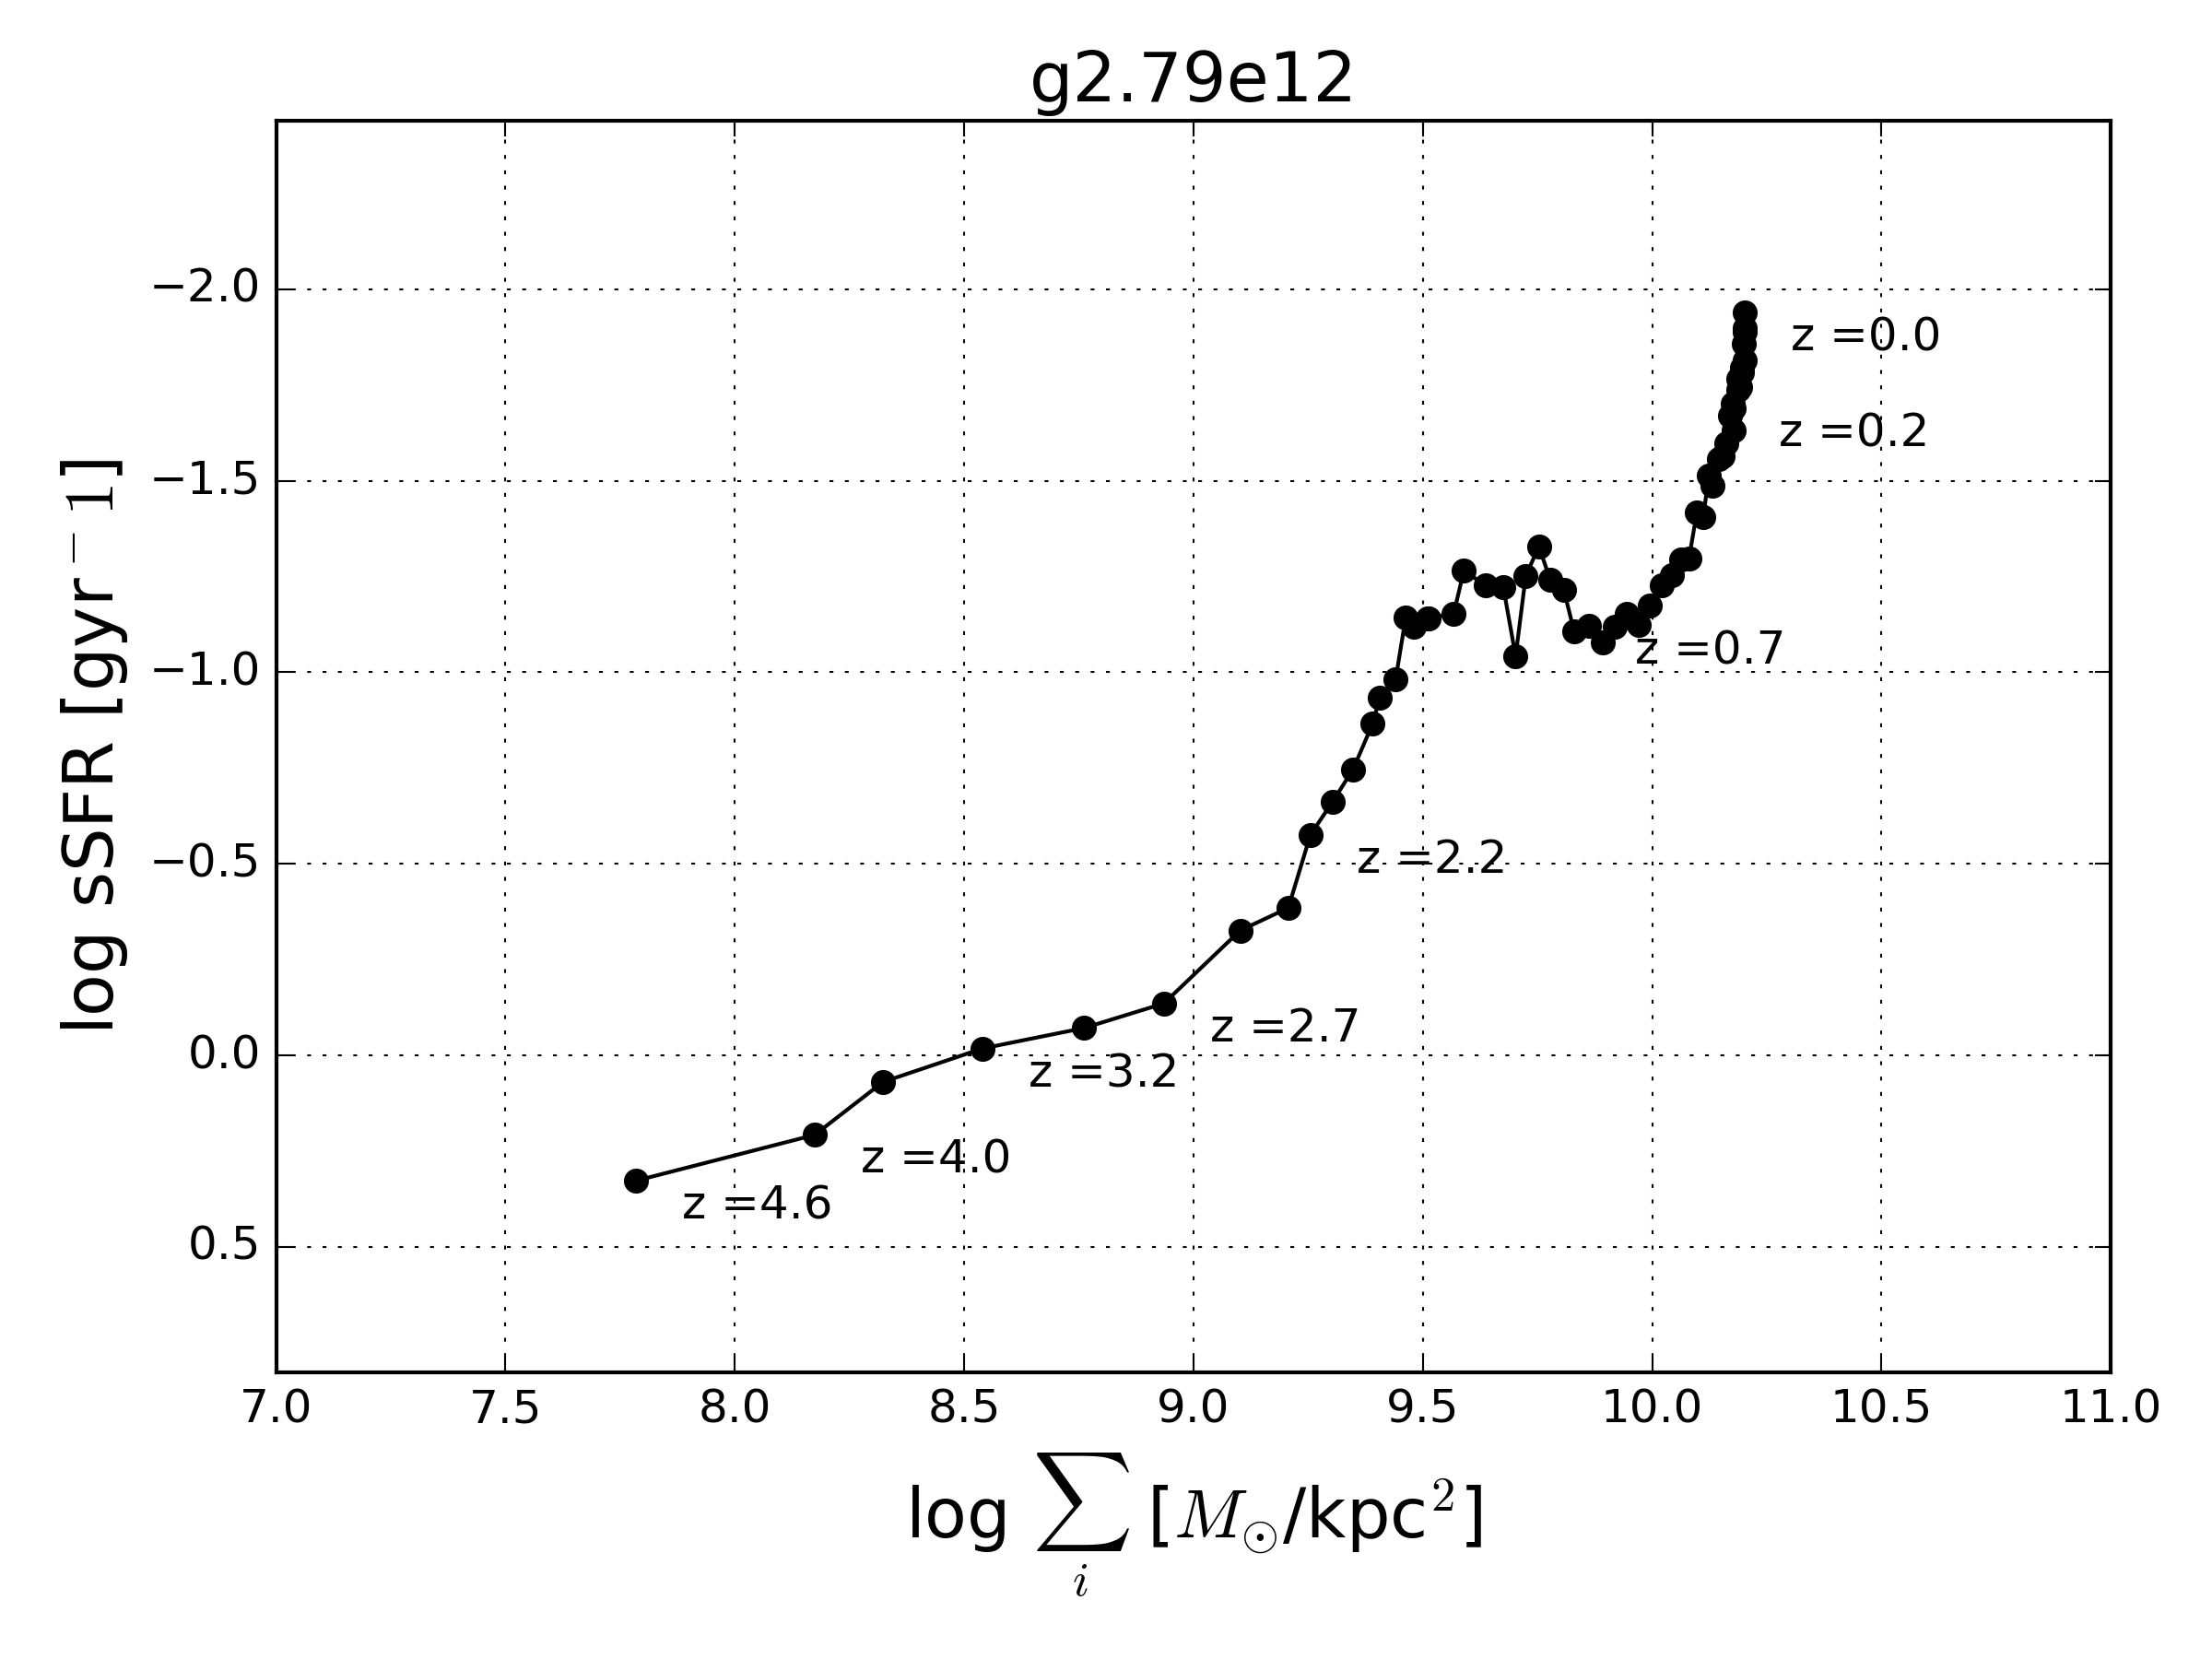 g2.79e12
log sSFR [gyr⁻1]
−2.0
−1.5
−1.0
−0.5
0.0
0.5
z =0.0
z =0.2
z =0.7
z =2.2
z =2.7
z =3.2
z =4.0
z =4.6
7.0 7.5 8.0 8.5 9.0 9.5 10.0 10.5 11.0
log ∑ᵢ [M☉/kpc²]